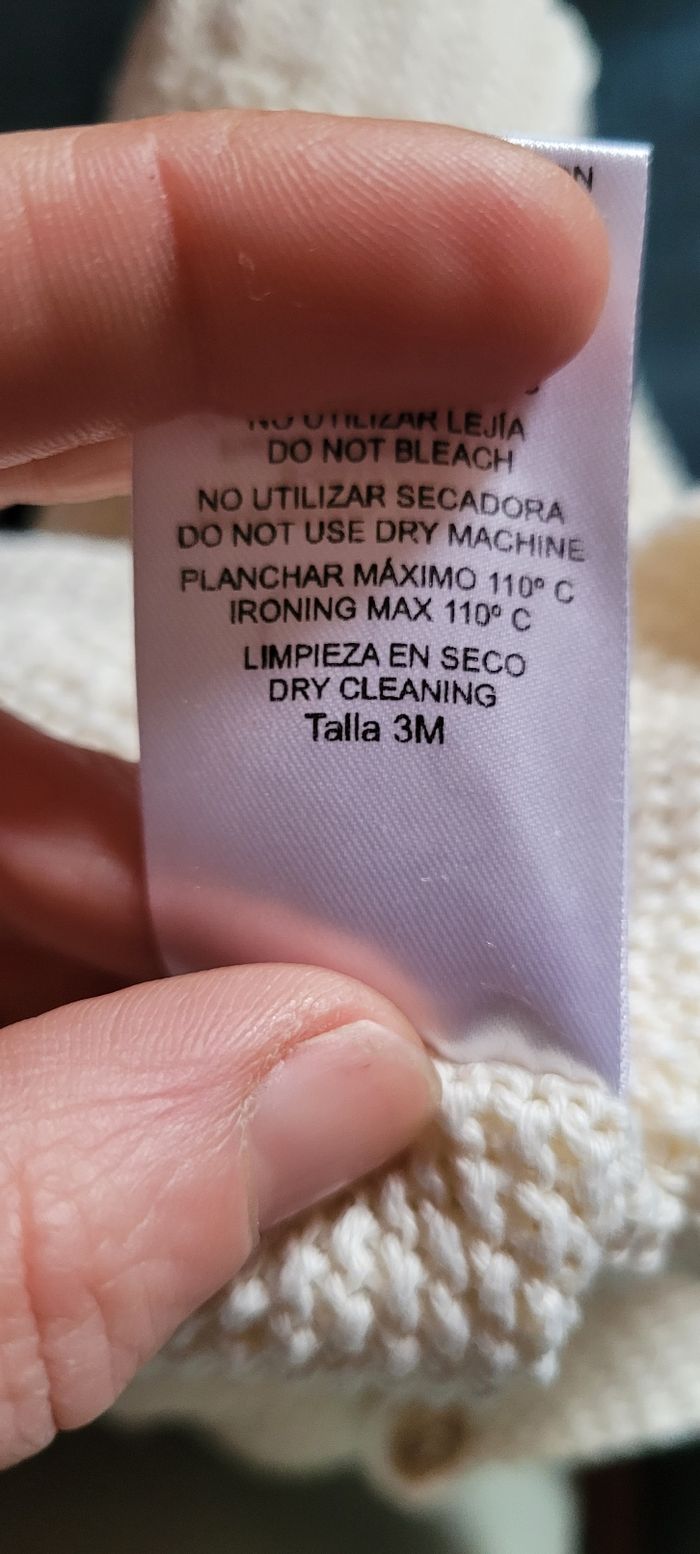 NO UTILIZAR LEJÍA
DO NOT BLEACH
NO UTILIZAR SECADORA
DO NOT USE DRY MACHINE
PLANCHAR MÁXIMO 110º C
IRONING MAX 110º C
LIMPIEZA EN SECO
DRY CLEANING
Talla 3M